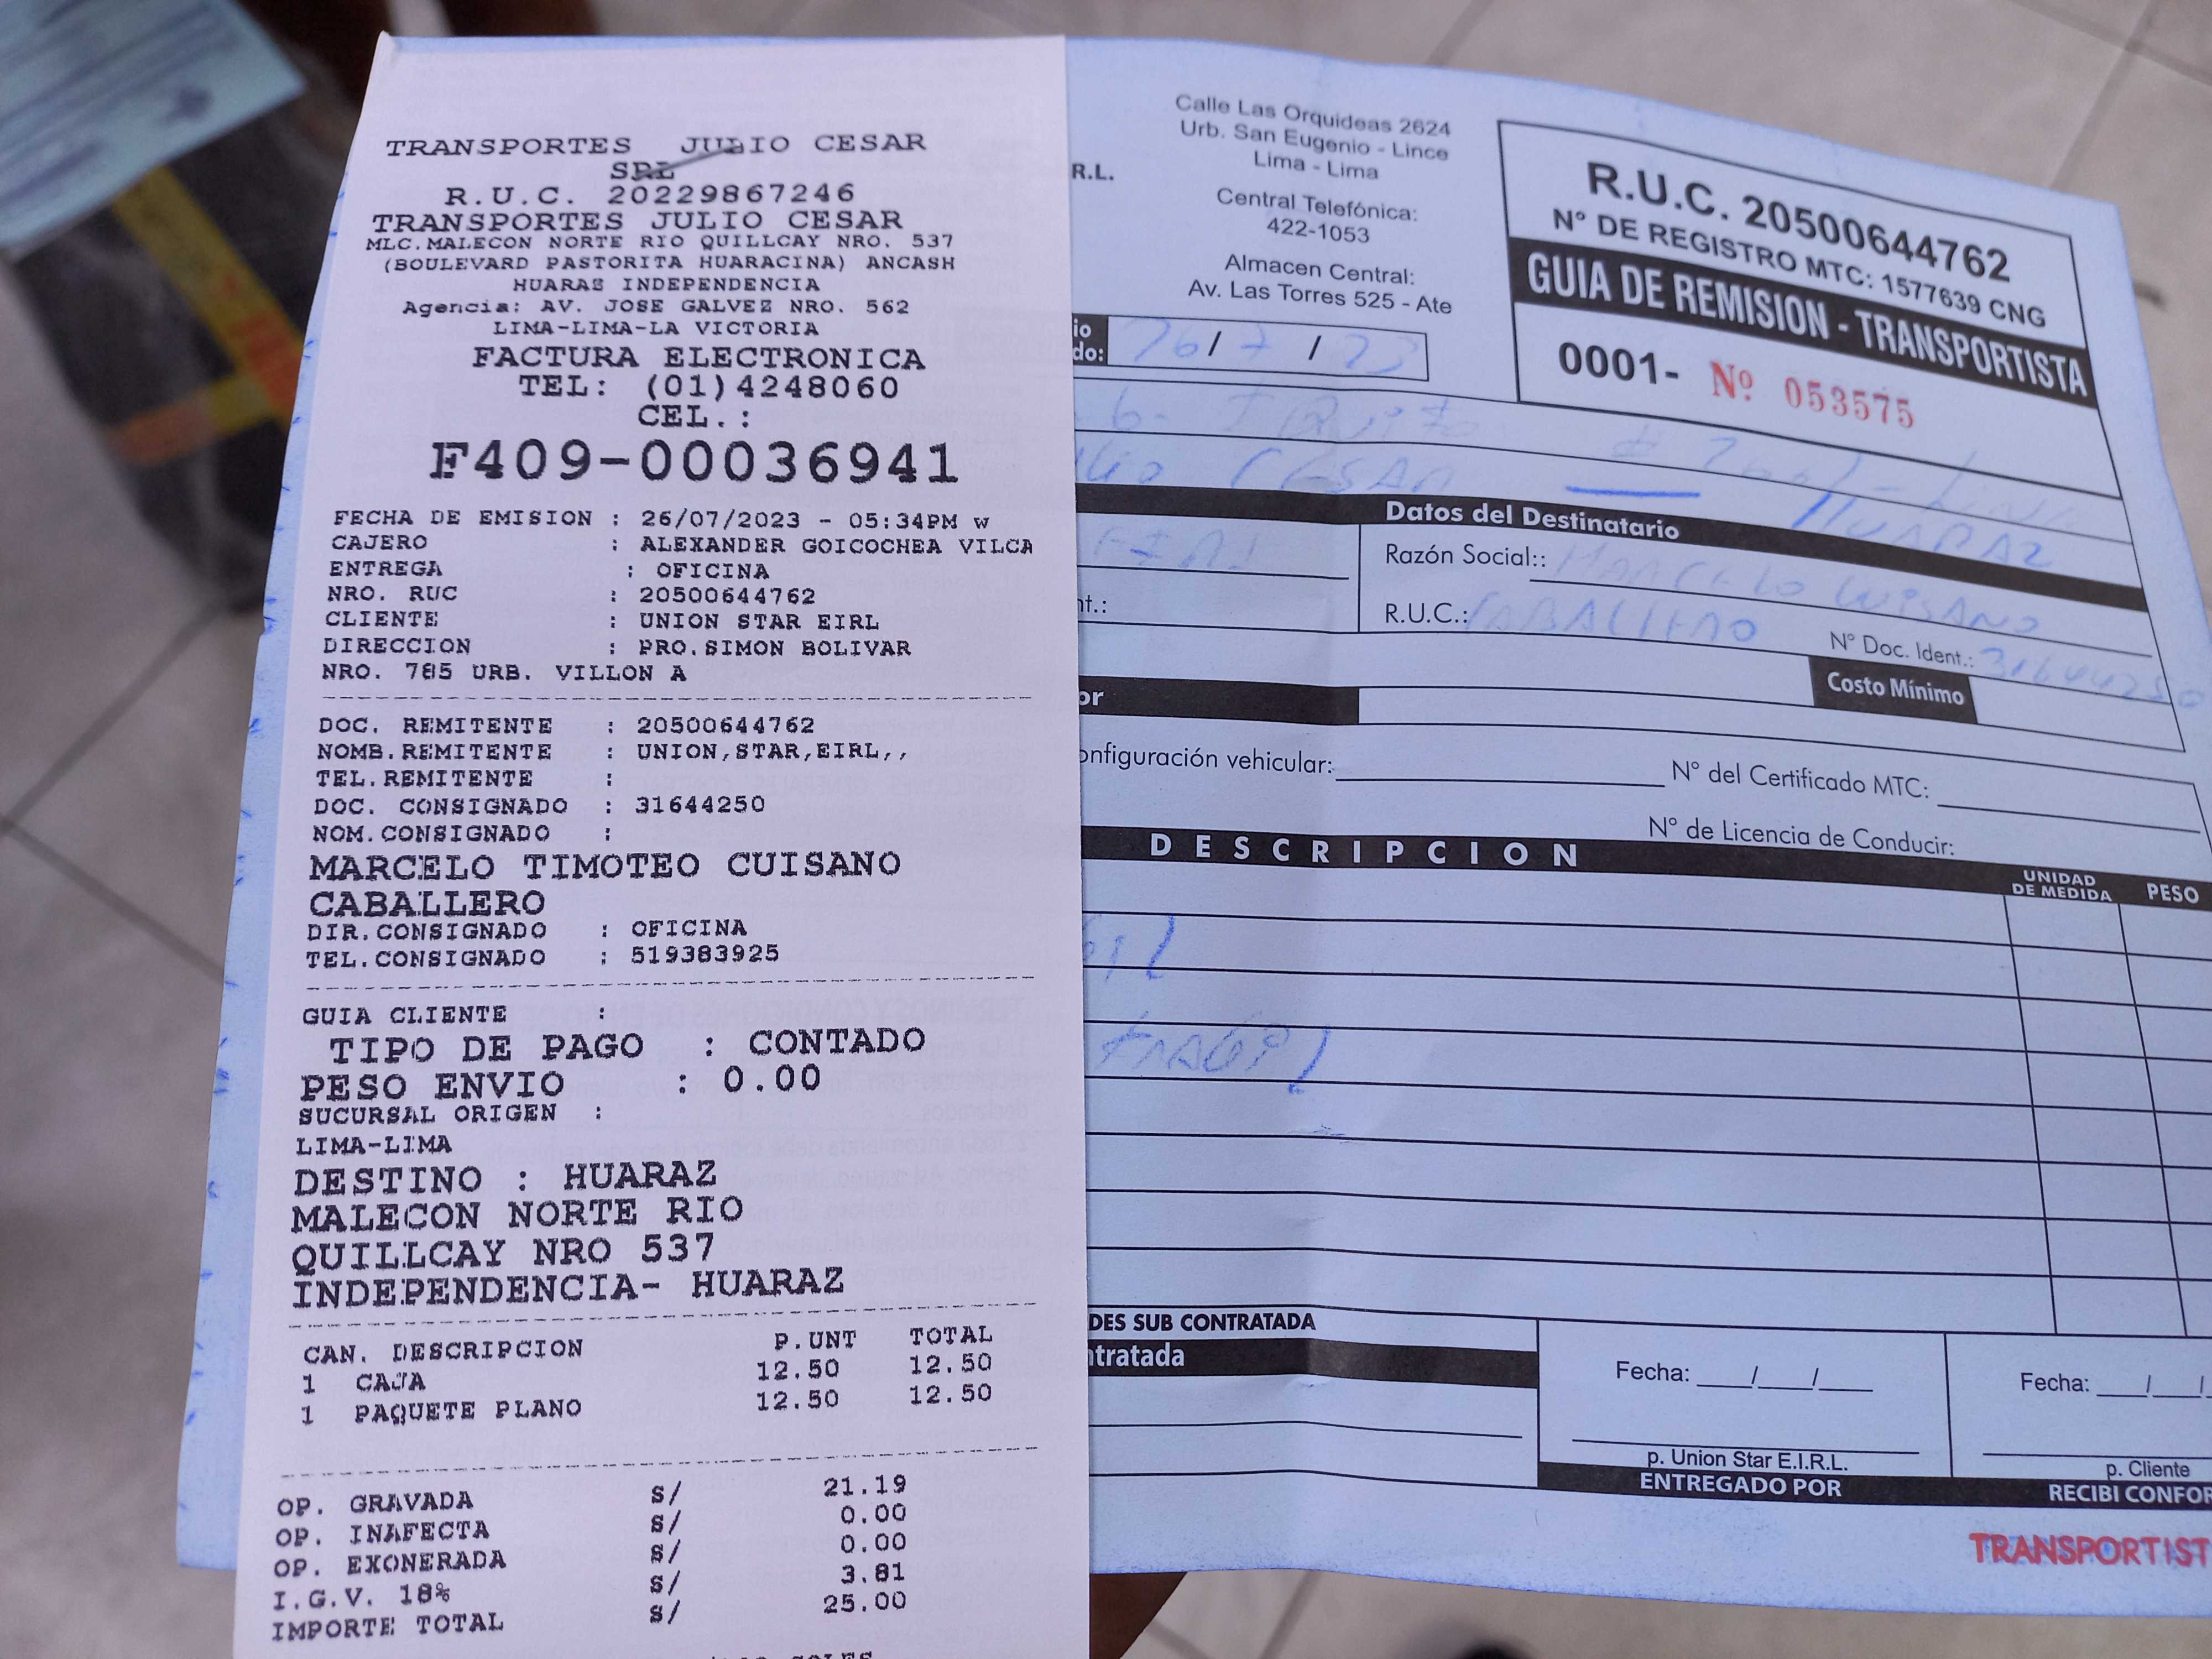 TRANSPORTES JULIO CESAR
SRL
R.U.C. 20229867246
TRANSPORTES JULIO CESAR
MLC.MALECON NORTE RIO QUILLCAY NRO. 537
(BOULEVARD PASTORITA HUARACINA) ANCASH
HUARAS INDEPENDENCIA
Agencia: AV. JOSE GALVEZ NRO. 562
LIMA-LIMA-LA VICTORIA
FACTURA ELECTRONICA
TEL: (01)4248060
CEL.:
F409-00036941
FECHA DE EMISION : 26/07/2023 - 05:34PM w
CAJERO : ALEXANDER GOICOCHEA VILCA
ENTREGA : OFICINA
NRO. RUC : 20500644762
CLIENTE : UNION STAR EIRL
DIRECCION : PRO.SIMON BOLIVAR
NRO. 785 URB. VILLON A
DOC. REMITENTE : 20500644762
NOMB.REMITENTE : UNION,STAR,EIRL,,
TEL.REMITENTE :
DOC. CONSIGNADO : 31644250
NOM.CONSIGNADO :
MARCELO TIMOTEO CUISANO
CABALLERO
DIR.CONSIGNADO : OFICINA
TEL.CONSIGNADO : 519383925
GUIA CLIENTE :
TIPO DE PAGO : CONTADO
PESO ENVIO : 0.00
SUCURSAL ORIGEN :
LIMA-LIMA
DESTINO : HUARAZ
MALECON NORTE RIO
QUILLCAY NRO 537
INDEPENDENCIA- HUARAZ
CAN. DESCRIPCION P.UNT TOTAL
1 CAJA 12.50 12.50
1 PAQUETE PLANO 12.50 12.50
OP. GRAVADA S/ 21.19
OP. INAFECTA S/ 0.00
OP. EXONERADA S/ 0.00
I.G.V. 18% S/ 3.81
IMPORTE TOTAL S/ 25.00
SOLES
R.L.
Calle Las Orquideas 2624
Urb. San Eugenio - Lince
Lima - Lima
Central Telefónica:
422-1053
Almacen Central:
Av. Las Torres 525 - Ate
R.U.C. 20500644762
N° DE REGISTRO MTC: 1577639 CNG
GUIA DE REMISION - TRANSPORTISTA
0001- Nº 053575
io
do: 26/ 7 / 23
CESAR
HUARAZ
Datos del Destinatario
Razón Social:: MARCELO CUISANO
nt.:
R.U.C.: CABALLERO
N° Doc. Ident.: 31644250
or
Costo Mínimo
onfiguración vehicular:
N° del Certificado MTC:
N° de Licencia de Conducir:
DESCRIPCION
UNIDAD DE MEDIDA
PESO
DES SUB CONTRATADA
ntratada
Fecha: / /
p. Union Star E.I.R.L.
ENTREGADO POR
Fecha: / /
p. Cliente
RECIBI CONFOR
TRANSPORTIST